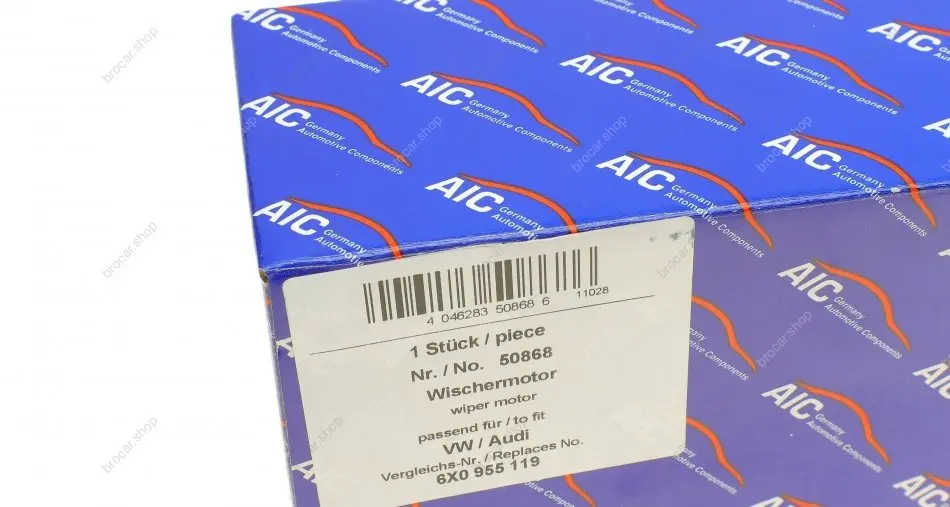 AIC
Germany
Automotive Components
4 046283 50868 6
11028
1 Stück / piece
Nr. / No. 50868
Wischermotor
wiper motor
passend für / to fit
VW / Audi
Vergleichs-Nr. / Replaces No.
6X0 955 119
brocar.shop